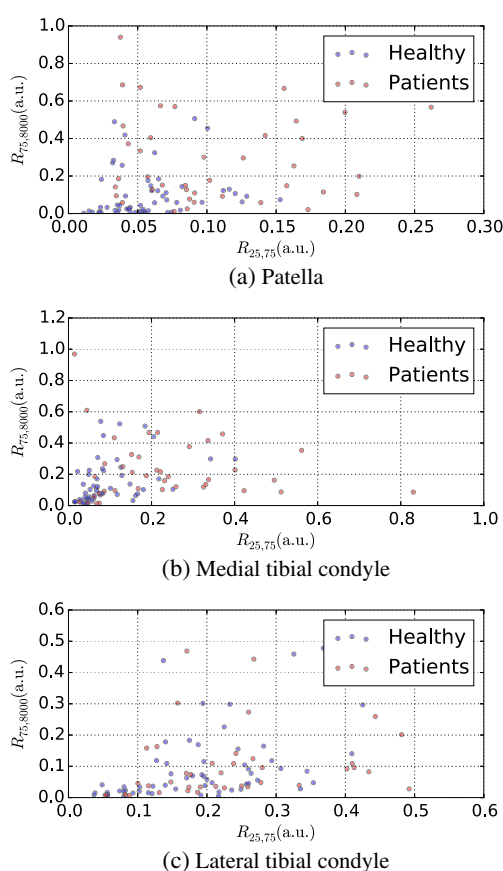 1.0
0.8
0.6
0.4
0.2
0.0
R75,8000(a.u.)
Healthy
Patients
0.00 0.05 0.10 0.15 0.20 0.25 0.30
R25,75(a.u.)
(a) Patella
1.2
1.0
0.8
0.6
0.4
0.2
0.0
R75,8000(a.u.)
Healthy
Patients
0.0 0.2 0.4 0.6 0.8 1.0
R25,75(a.u.)
(b) Medial tibial condyle
0.6
0.5
0.4
0.3
0.2
0.1
0.0
R75,8000(a.u.)
Healthy
Patients
0.0 0.1 0.2 0.3 0.4 0.5 0.6
R25,75(a.u.)
(c) Lateral tibial condyle